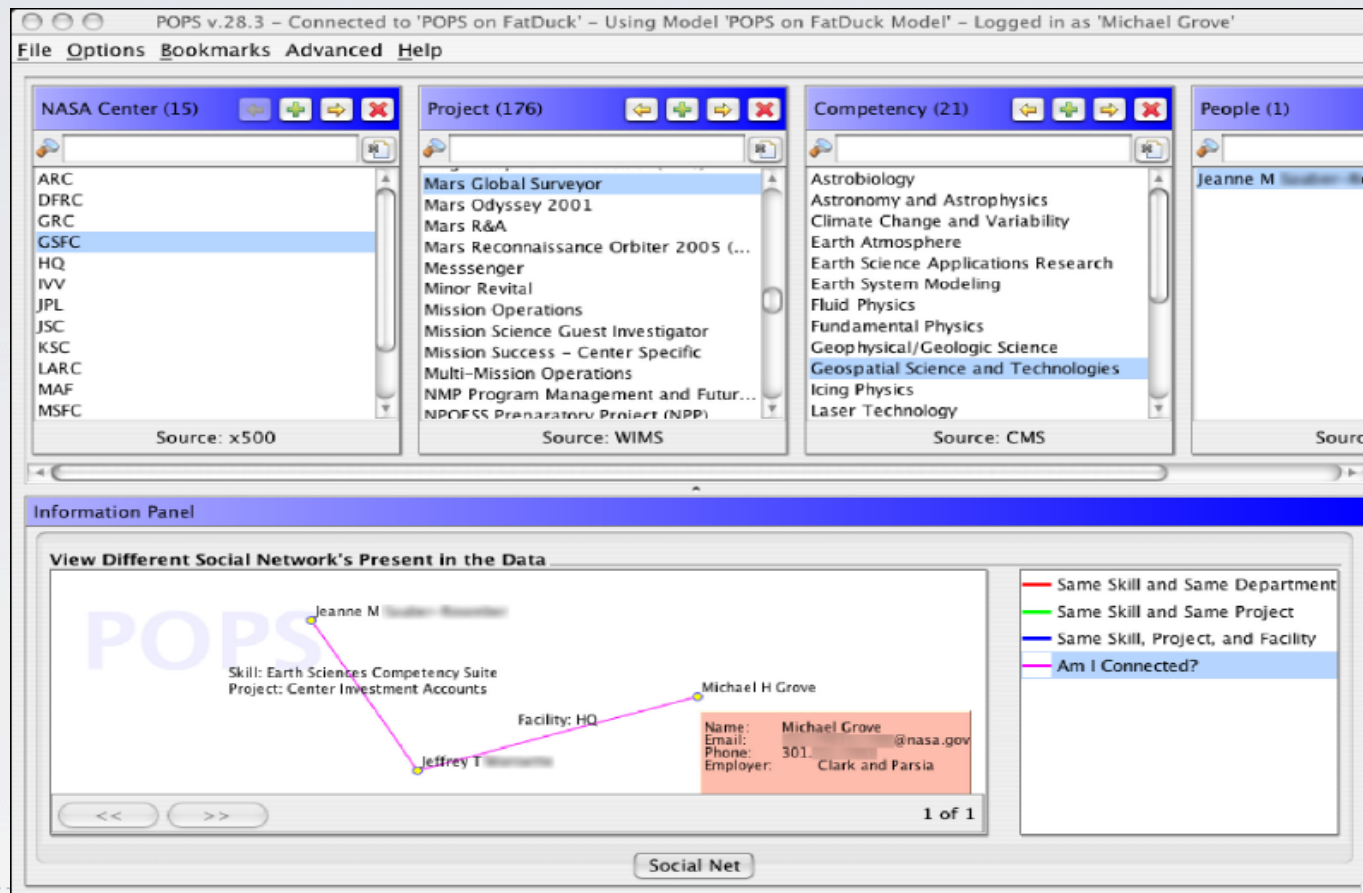 POPS v.28.3 – Connected to 'POPS on FatDuck' – Using Model 'POPS on FatDuck Model' – Logged in as 'Michael Grove'
File Options Bookmarks Advanced Help
NASA Center (15)
ARC
DFRC
GRC
GSFC
HQ
IVV
JPL
JSC
KSC
LARC
MAF
MSFC
Source: x500
Project (176)
Mars Global Surveyor
Mars Odyssey 2001
Mars R&A
Mars Reconnaissance Orbiter 2005 (...
Messsenger
Minor Revital
Mission Operations
Mission Science Guest Investigator
Mission Success – Center Specific
Multi-Mission Operations
NMP Program Management and Futur...
NPOESS Preparatory Project (NPP)
Source: WIMS
Competency (21)
Astrobiology
Astronomy and Astrophysics
Climate Change and Variability
Earth Atmosphere
Earth Science Applications Research
Earth System Modeling
Fluid Physics
Fundamental Physics
Geophysical/Geologic Science
Geospatial Science and Technologies
Icing Physics
Laser Technology
Source: CMS
People (1)
Jeanne M
Information Panel
View Different Social Network's Present in the Data
POPS
Jeanne M
Skill: Earth Sciences Competency Suite
Project: Center Investment Accounts
Michael H Grove
Facility: HQ
Jeffrey T
Name: Michael Grove
Email: @nasa.gov
Phone: 301.
Employer: Clark and Parsia
<< >> 1 of 1
Same Skill and Same Department
Same Skill and Same Project
Same Skill, Project, and Facility
Am I Connected?
Social Net